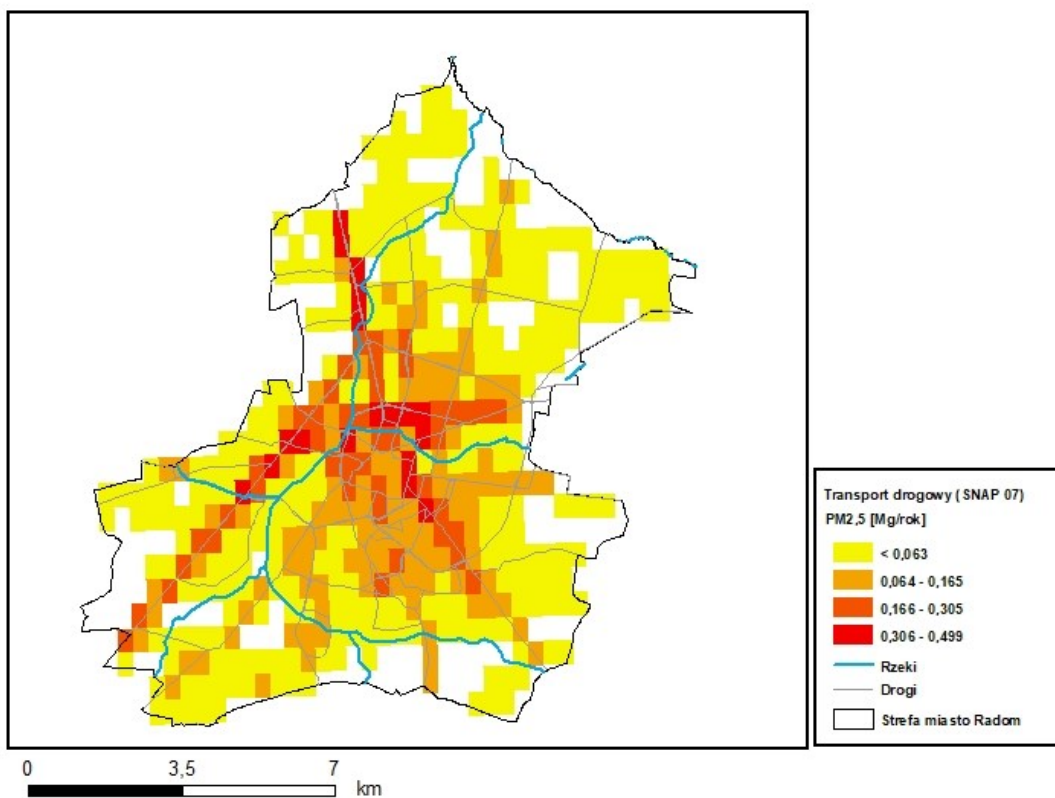 Transport drogowy ( SNAP 07)
PM2,5 [Mg/rok]
< 0,063
0,064 - 0,165
0,166 - 0,305
0,306 - 0,499
Rzeki
Drogi
Strefa miasto Radom
0 3,5 7
km